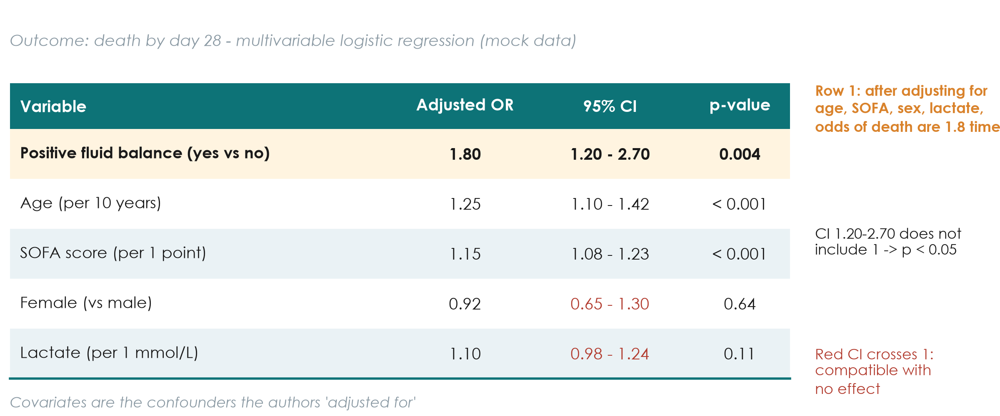 Outcome: death by day 28 - multivariable logistic regression (mock data)
Variable Adjusted OR 95% CI p-value
Positive fluid balance (yes vs no) 1.80 1.20 - 2.70 0.004
Age (per 10 years) 1.25 1.10 - 1.42 < 0.001
SOFA score (per 1 point) 1.15 1.08 - 1.23 < 0.001
Female (vs male) 0.92 0.65 - 1.30 0.64
Lactate (per 1 mmol/L) 1.10 0.98 - 1.24 0.11
Covariates are the confounders the authors 'adjusted for'
Row 1: after adjusting for
age, SOFA, sex, lactate,
odds of death are 1.8 time
CI 1.20-2.70 does not
include 1 -> p < 0.05
Red CI crosses 1:
compatible with
no effect